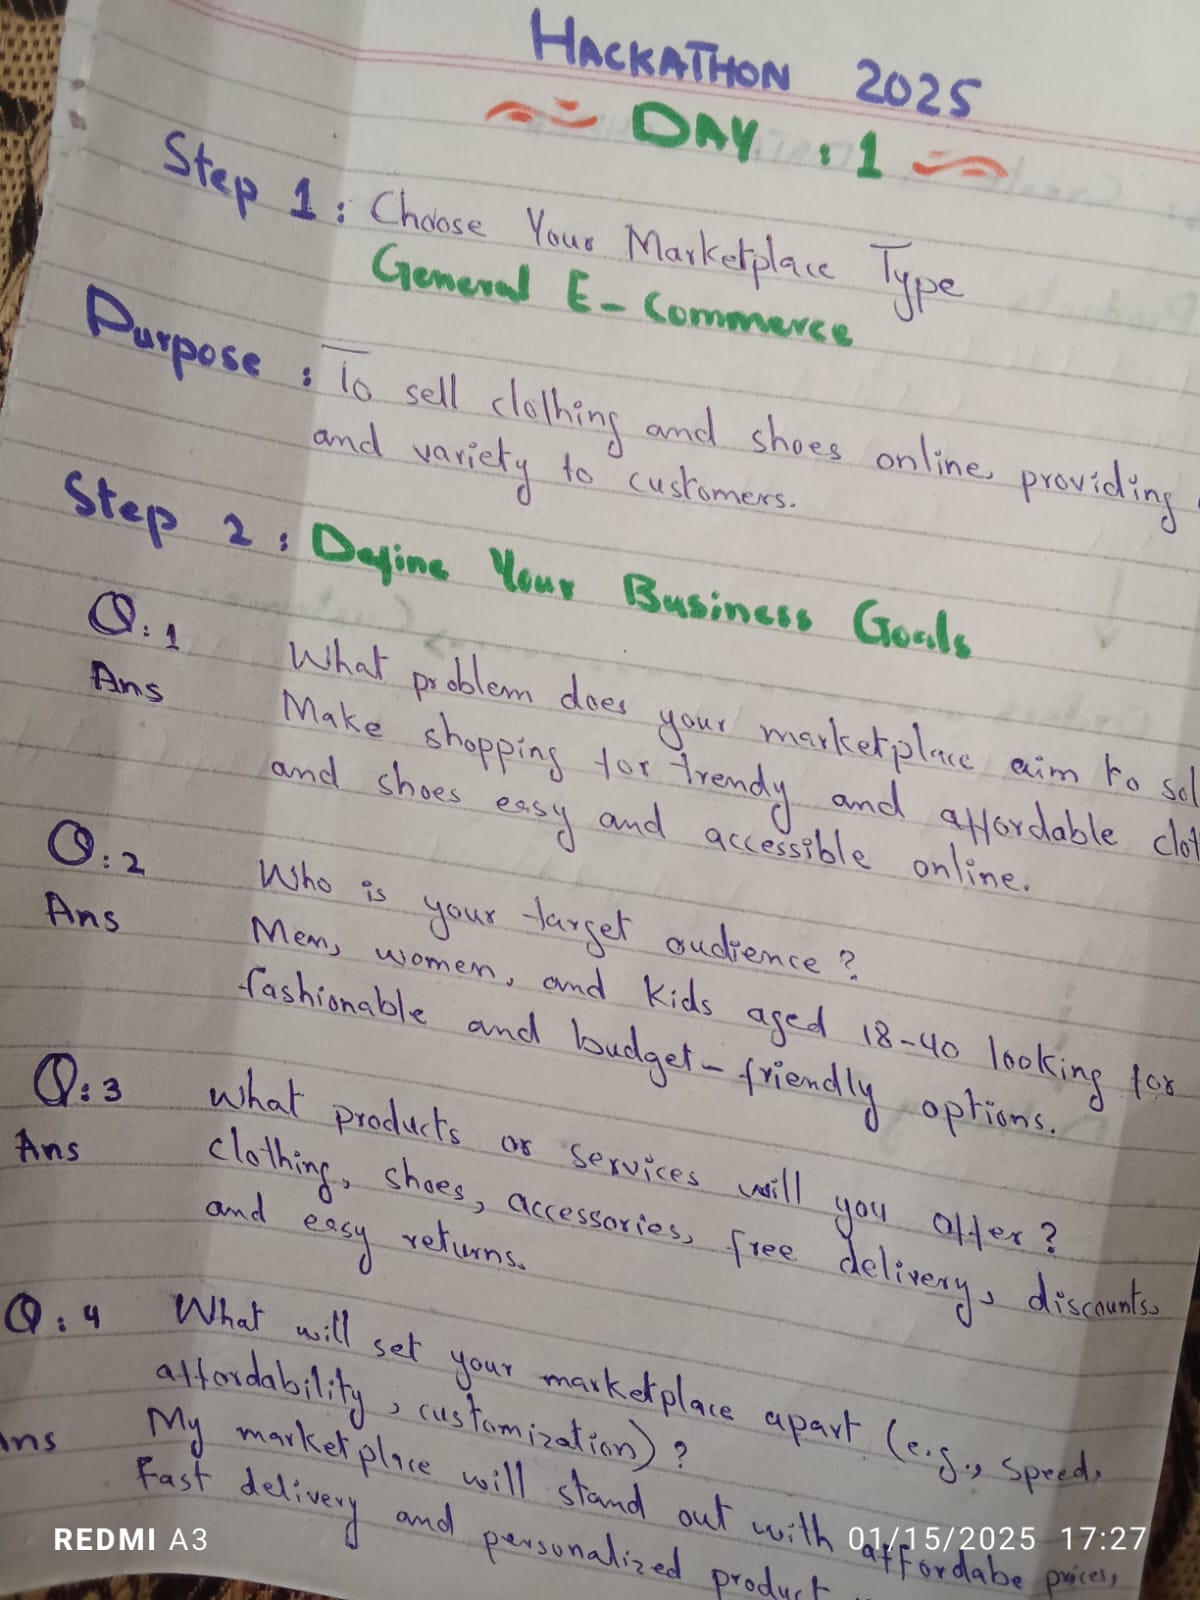 HACKATHON 2025
DAY : 1
Step 1 : Choose Your Marketplace Type
General E-Commerce
Purpose : To sell clothing and shoes online, providing
and variety to customers.
Step 2 : Define Your Business Goals
Q:1 What problem does your marketplace aim to sol
Ans Make shopping for trendy and affordable clot
and shoes easy and accessible online.
Q:2 Who is your target audience?
Ans Men, women, and kids aged 18-40 looking for
fashionable and budget-friendly options.
Q:3 What products or services will you offer?
Ans clothing, shoes, accessories, free delivery, discounts,
and easy returns.
Q:4 What will set your marketplace apart (e.g., speed,
affordability, customization)?
Ans My marketplace will stand out with affordabe prices,
Fast delivery and personalized product
REDMI A3
01/15/2025 17:27